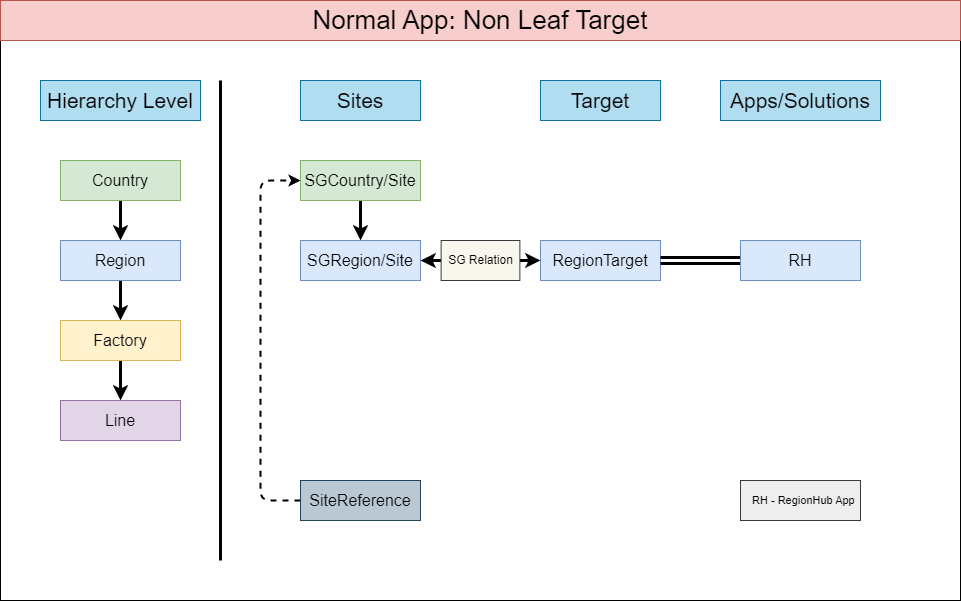 Normal App: Non Leaf Target
Hierarchy Level
Sites
Target
Apps/Solutions
Country
SGCountry/Site
Region
SGRegion/Site
SG Relation
RegionTarget
RH
Factory
Line
SiteReference
RH - RegionHub App